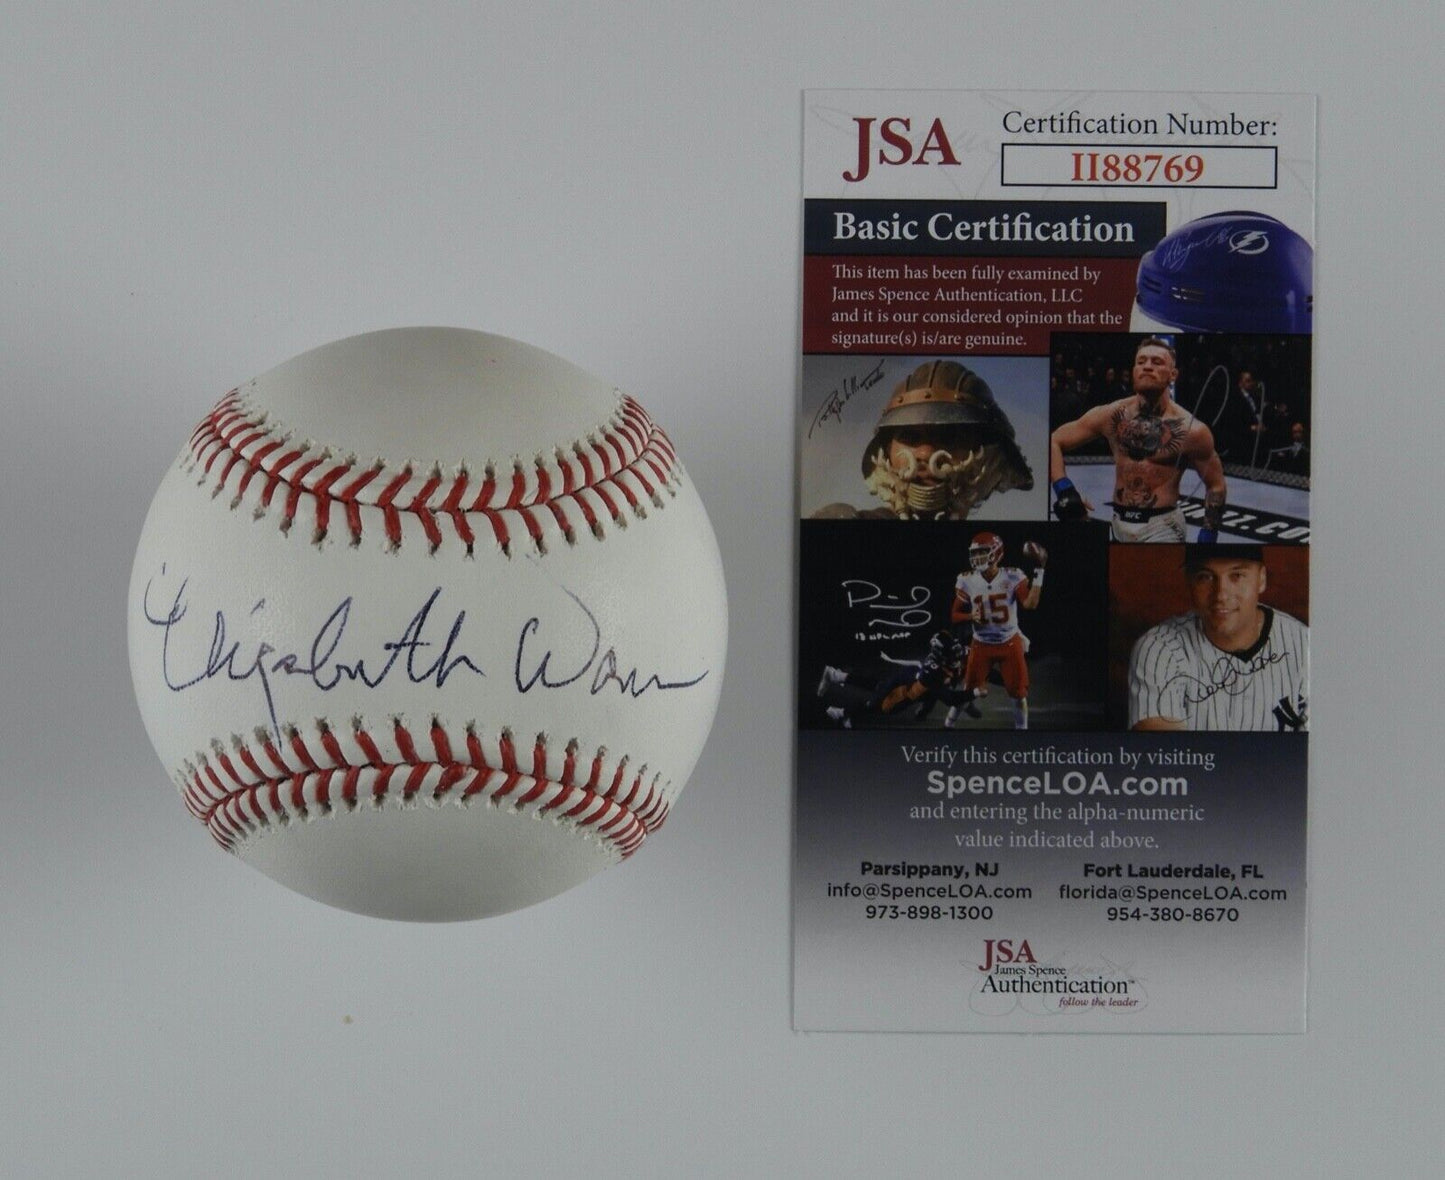 Elizabeth Warren
JSA
Certification Number:
II88769
Basic Certification
This item has been fully examined by
James Spence Authentication, LLC
and it is our considered opinion that the
signature(s) is/are genuine.
UFC
15
Verify this certification by visiting
SpenceLOA.com
and entering the alpha-numeric
value indicated above.
Parsippany, NJ
info@SpenceLOA.com
973-898-1300
Fort Lauderdale, FL
florida@SpenceLOA.com
954-380-8670
JSA
James Spence
Authentication™
follow the leader